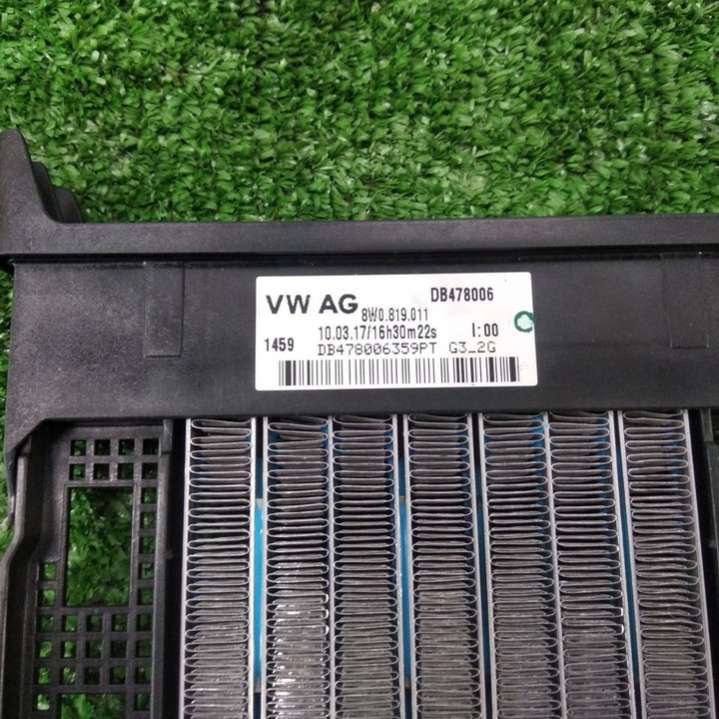 DB478006
VW AG 8W0.819.011
10.03.17/16h30m22s I:00
1459 DB478006359PT G3_2G